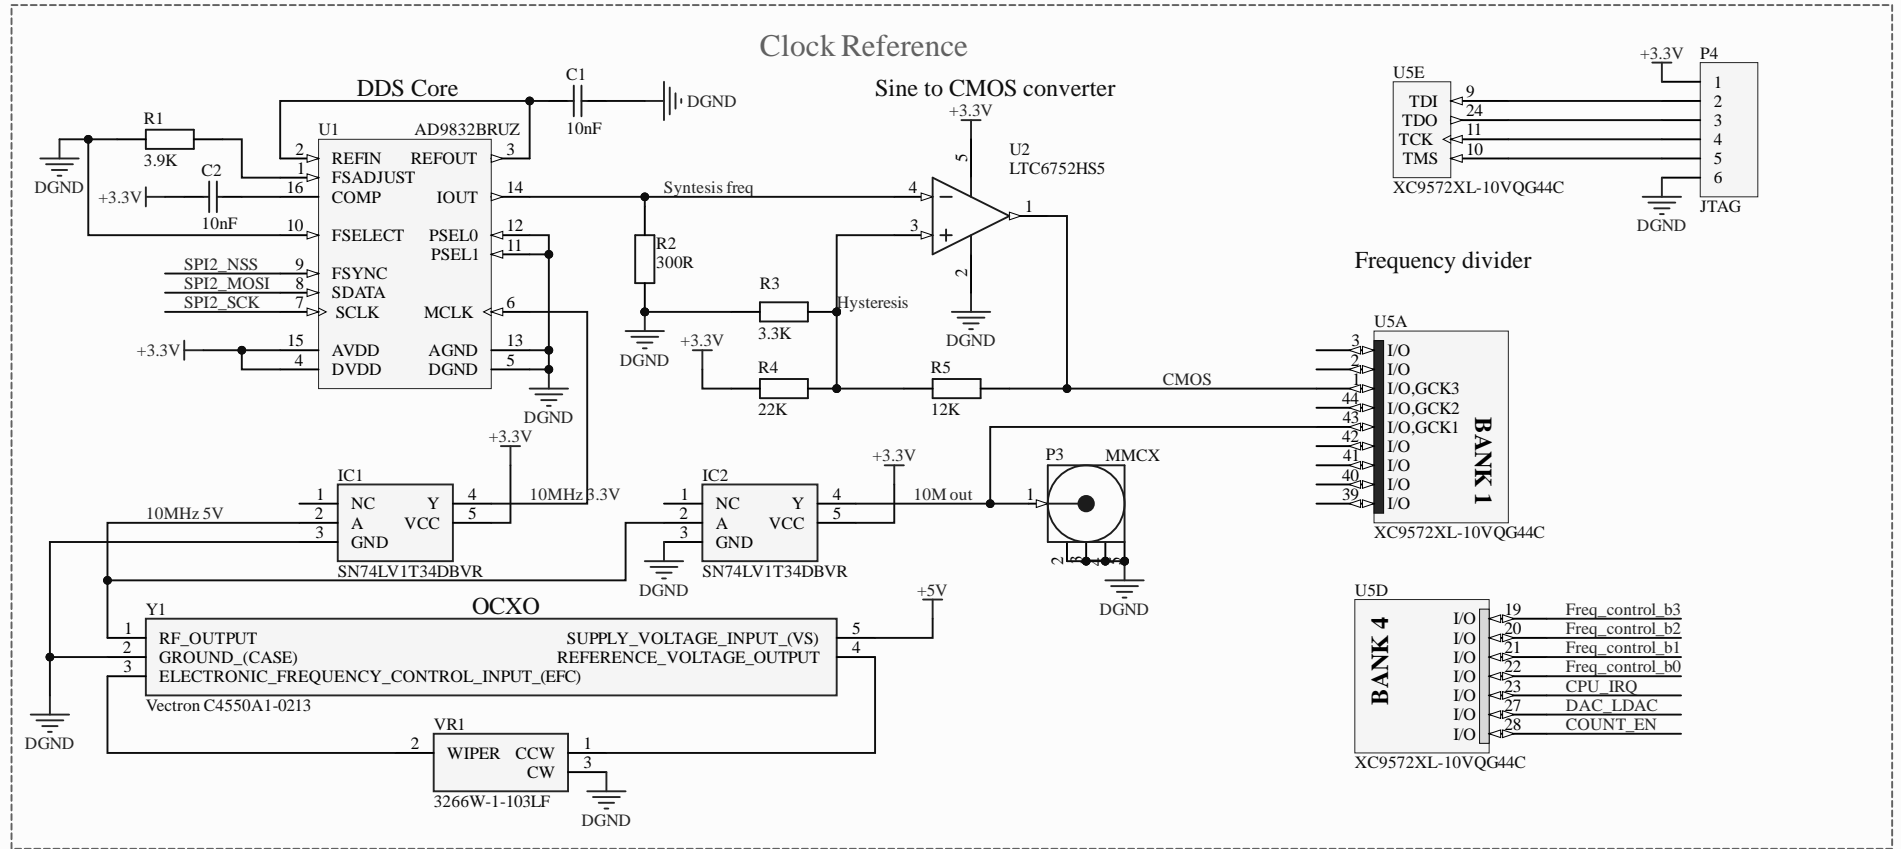 Clock Reference
DDS Core
Sine to CMOS converter
C1
10nF
DGND
R1
3.9K
DGND
C2
10nF
+3.3V
U1
AD9832BRUZ
2 REFIN REFOUT 3
1 FSADJUST
16 COMP IOUT 14
10 FSELECT PSEL0 12
PSEL1 11
SPI2_NSS 9 FSYNC
SPI2_MOSI 8 SDATA
SPI2_SCK 7 SCLK MCLK 6
+3.3V 15 AVDD AGND 13
4 DVDD DGND 5
DGND
Syntesis freq
R2
300R
DGND
R3
3.3K
Hysteresis
+3.3V
R4
22K
R5
12K
CMOS
+3.3V
5
U2
LTC6752HS5
4
3
1
2
DGND
U5E
TDI 9
TDO 24
TCK 11
TMS 10
XC9572XL-10VQG44C
+3.3V
P4
1
2
3
4
5
6
JTAG
DGND
Frequency divider
U5A
3 I/O
2 I/O
1 I/O,GCK3
44 I/O,GCK2
43 I/O,GCK1
42 I/O
41 I/O
40 I/O
39 I/O
BANK 1
XC9572XL-10VQG44C
+3.3V
IC1
1 NC Y 4
2 A VCC 5
3 GND
SN74LV1T34DBVR
10MHz 3.3V
10MHz 5V
+3.3V
IC2
1 NC Y 4
2 A VCC 5
3 GND
SN74LV1T34DBVR
DGND
10M out
P3
MMCX
1
2 3 4 5
DGND
OCXO
+5V
Y1
1 RF_OUTPUT SUPPLY_VOLTAGE_INPUT_(VS) 5
2 GROUND_(CASE) REFERENCE_VOLTAGE_OUTPUT 4
3 ELECTRONIC_FREQUENCY_CONTROL_INPUT_(EFC)
Vectron C4550A1-0213
DGND
VR1
2 WIPER CCW 1
CW 3
3266W-1-103LF
DGND
U5D
BANK 4
I/O 19 Freq_control_b3
I/O 20 Freq_control_b2
I/O 21 Freq_control_b1
I/O 22 Freq_control_b0
I/O 23 CPU_IRQ
I/O 27 DAC_LDAC
I/O 28 COUNT_EN
XC9572XL-10VQG44C